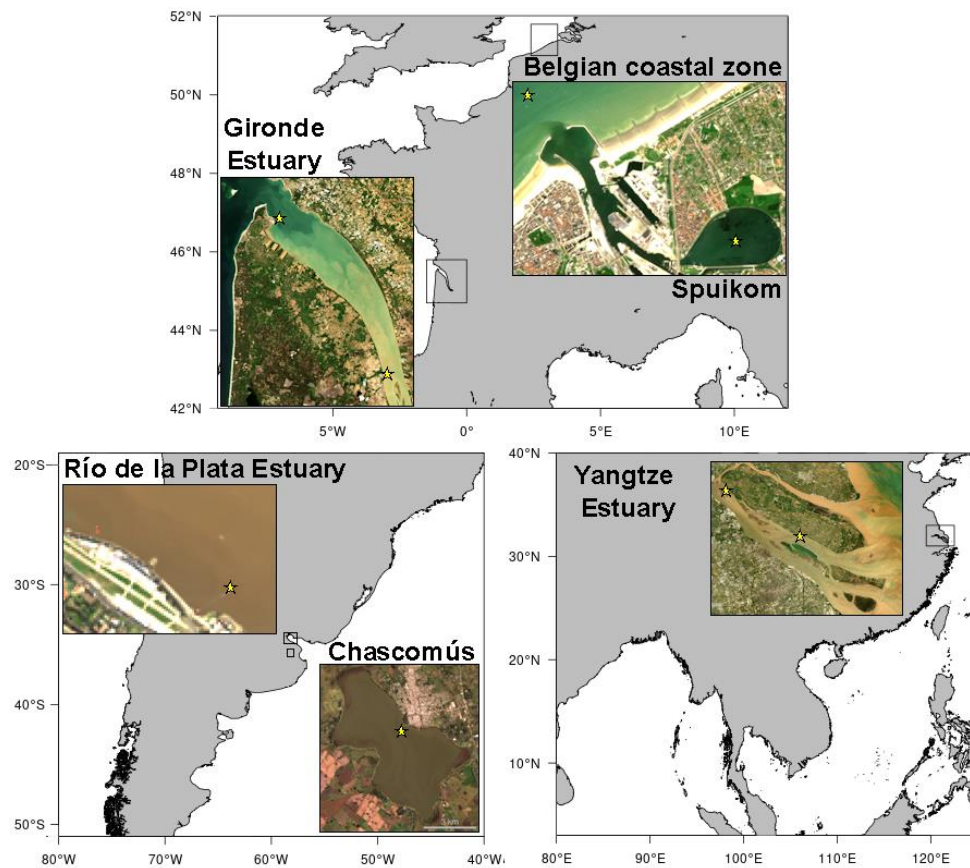 52°N
50°N
48°N
46°N
44°N
42°N
5°W
0°
5°E
10°E
Belgian coastal zone
Spuikom
Gironde
Estuary
20°S
30°S
40°S
50°S
80°W
70°W
60°W
50°W
40°W
Río de la Plata Estuary
Chascomús
40°N
30°N
20°N
10°N
80°E
90°E
100°E
110°E
120°E
Yangtze
Estuary